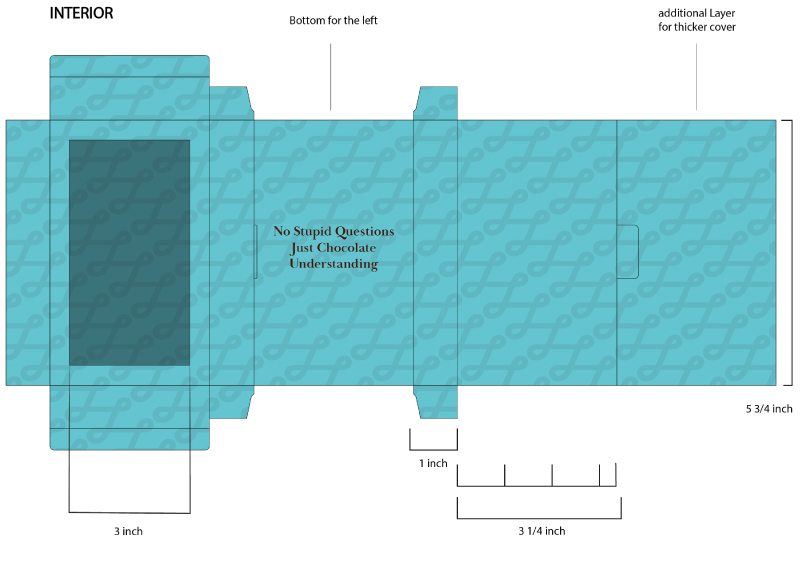 INTERIOR
Bottom for the left
additional Layer
for thicker cover
No Stupid Questions
Just Chocolate
Understanding
5 3/4 inch
1 inch
3 inch
3 1/4 inch